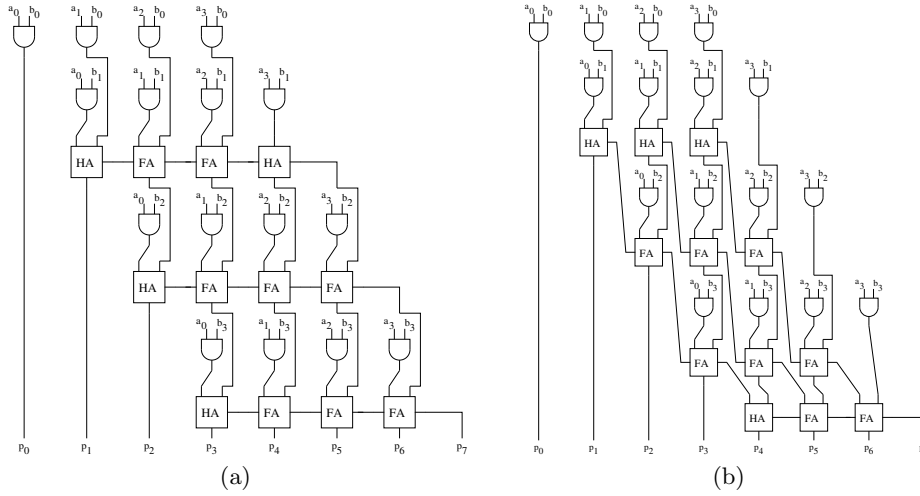 a0 b0 a1 b0 a2 b0 a3 b0
a0 b1 a1 b1 a2 b1 a3 b1
HA FA FA HA
a0 b2 a1 b2 a2 b2 a3 b2
HA FA FA FA
a0 b3 a1 b3 a2 b3 a3 b3
HA FA FA FA
p0 p1 p2 p3 p4 p5 p6 p7
(a)
a0 b0 a1 b0 a2 b0 a3 b0
a0 b1 a1 b1 a2 b1 a3 b1
HA HA HA
a0 b2 a1 b2 a2 b2 a3 b2
FA FA FA
a0 b3 a1 b3 a2 b3 a3 b3
FA FA FA
HA FA FA
p0 p1 p2 p3 p4 p5 p6
(b)